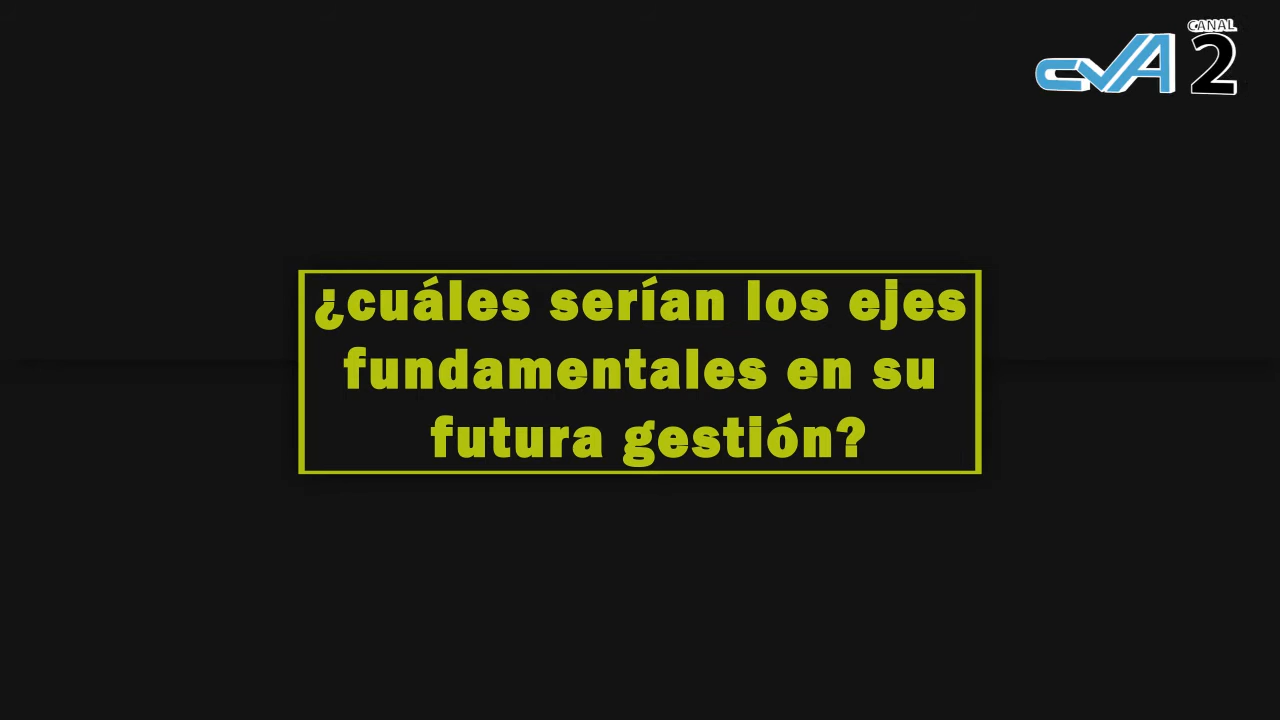 CANAL
CVA 2
¿cuáles serían los ejes
fundamentales en su
futura gestión?